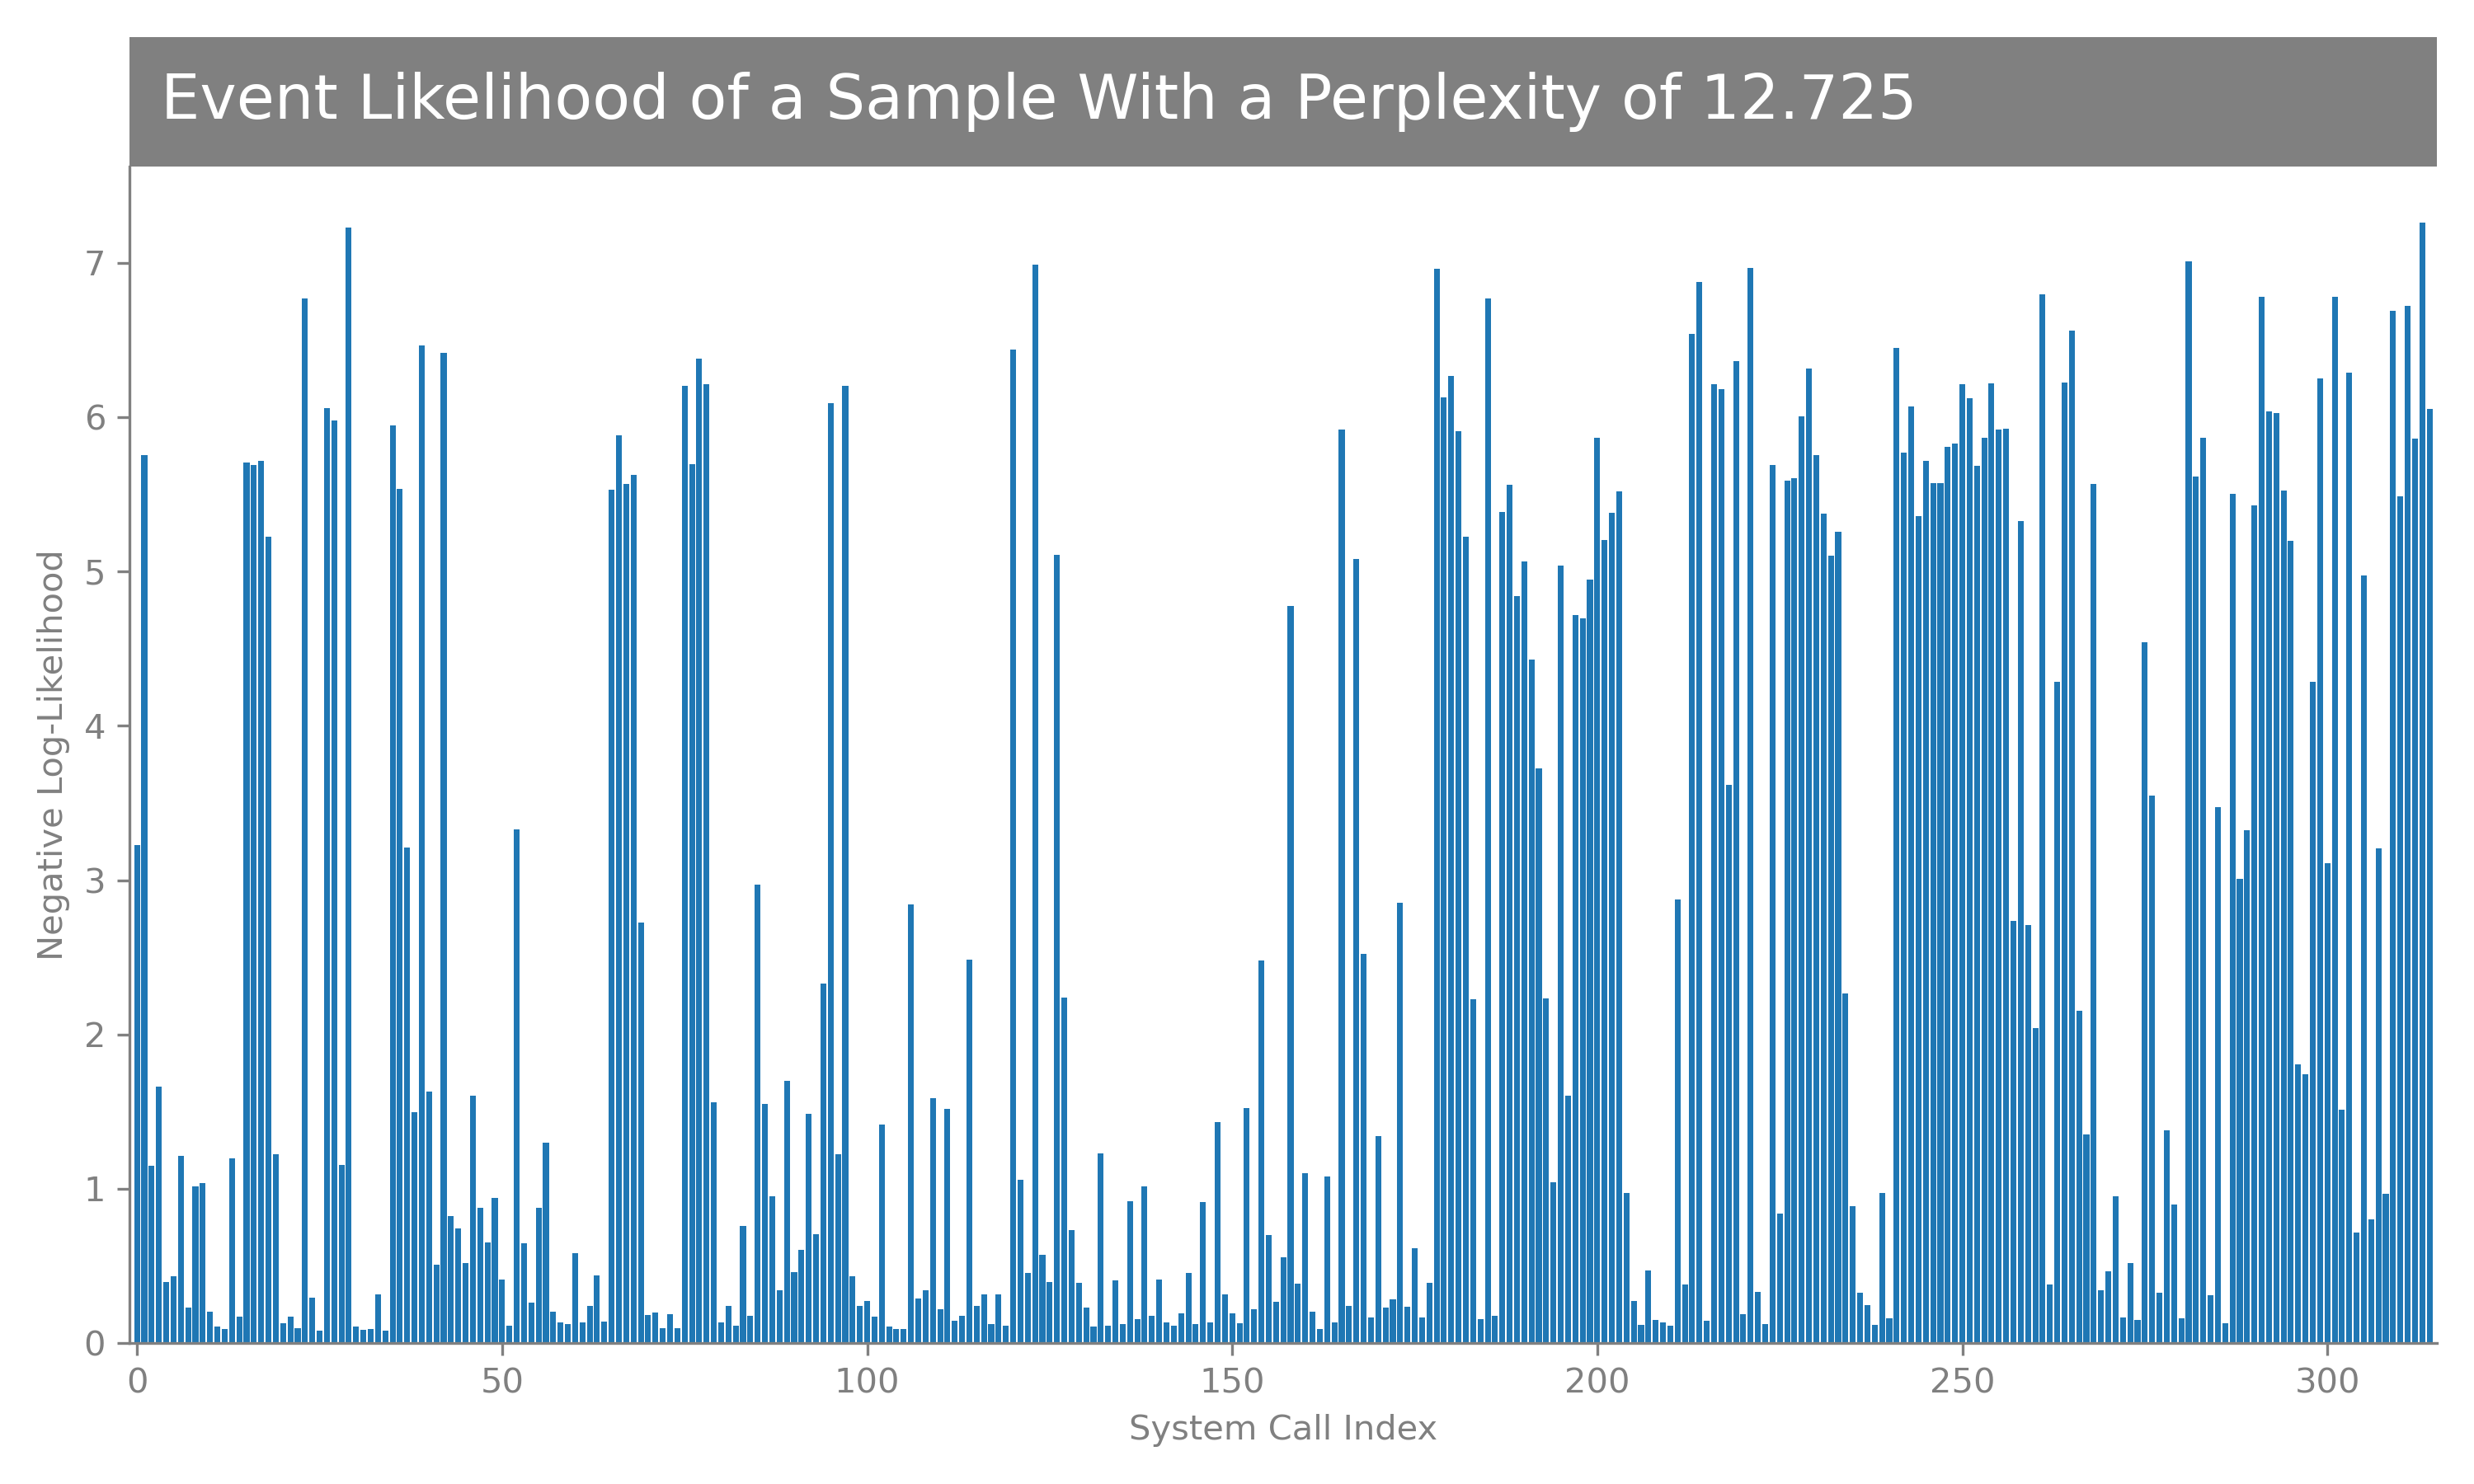 Event Likelihood of a Sample With a Perplexity of 12.725
Negative Log-Likelihood
7
6
5
4
3
2
1
0
0 50 100 150 200 250 300
System Call Index